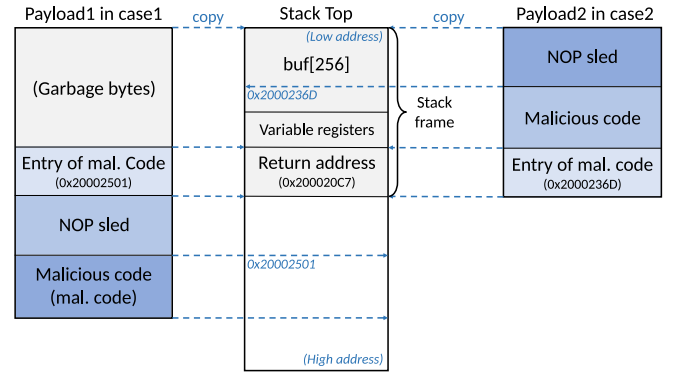 Payload1 in case1
copy
Stack Top
copy
Payload2 in case2
(Low address)
buf[256]
0x2000236D
Variable registers
Return address
(0x200020C7)
Stack
frame
(Garbage bytes)
Entry of mal. Code
(0x20002501)
NOP sled
Malicious code
(mal. code)
0x20002501
(High address)
NOP sled
Malicious code
Entry of mal. code
(0x2000236D)